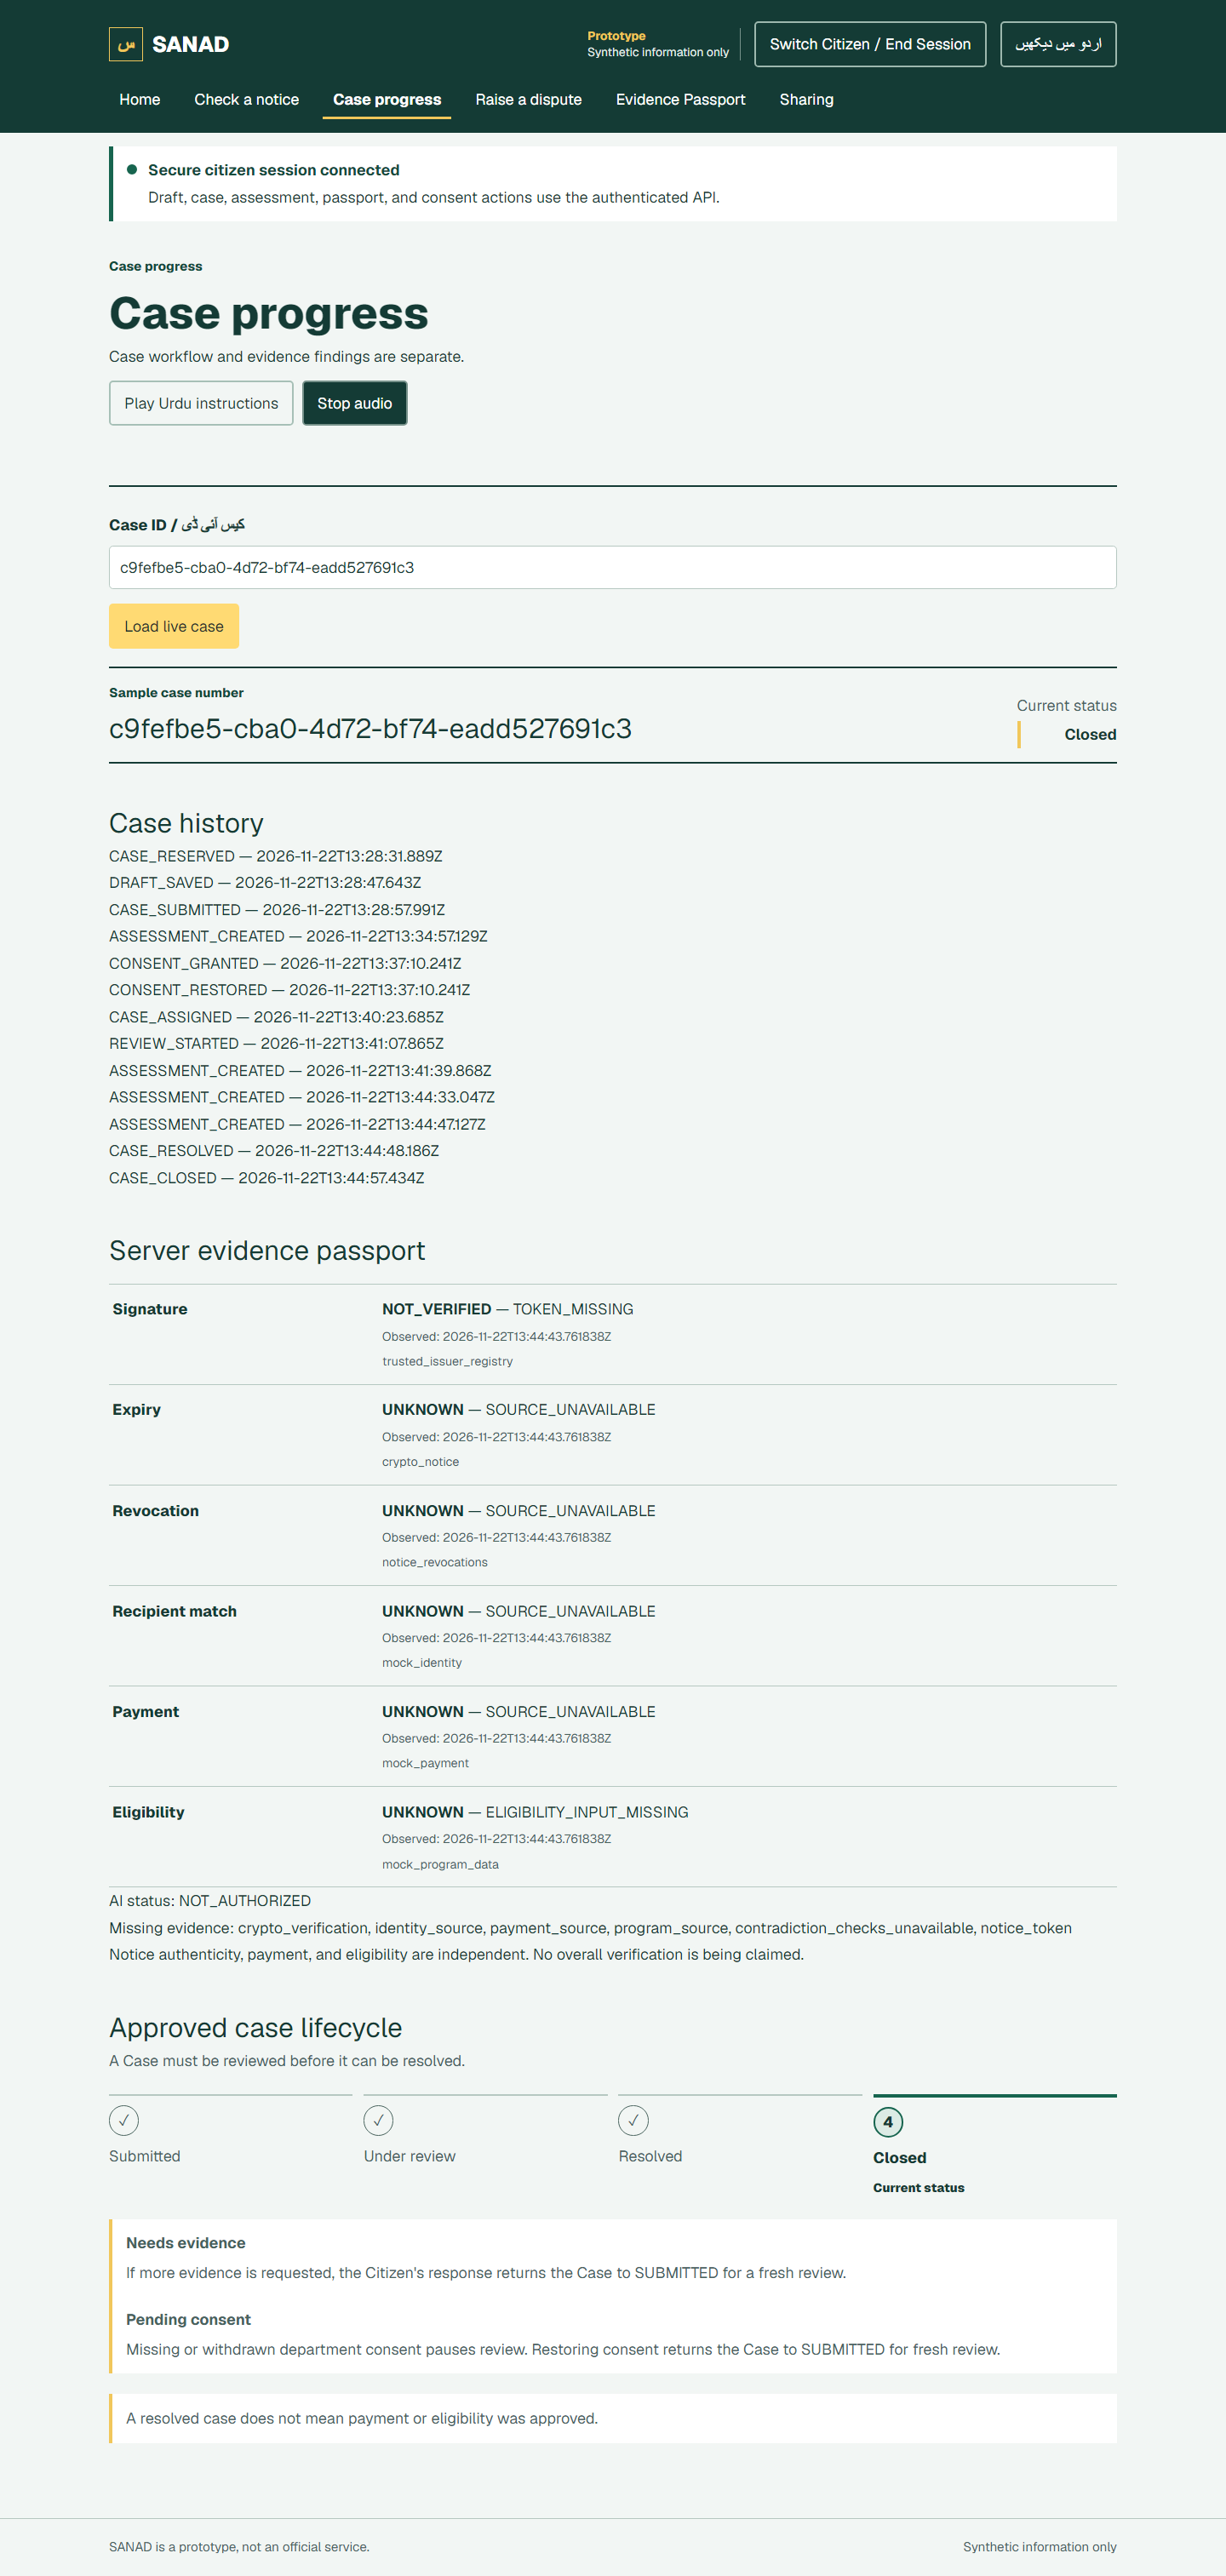 س SANAD
Prototype
Synthetic information only
Switch Citizen / End Session
اردو میں دیکھیں
Home Check a notice Case progress Raise a dispute Evidence Passport Sharing
Secure citizen session connected
Draft, case, assessment, passport, and consent actions use the authenticated API.
Case progress
Case progress
Case workflow and evidence findings are separate.
Play Urdu instructions Stop audio
Case ID / کیس آئی ڈی
c9fefbe5-cba0-4d72-bf74-eadd527691c3
Load live case
Sample case number
c9fefbe5-cba0-4d72-bf74-eadd527691c3
Current status
Closed
Case history
CASE_RESERVED — 2026-11-22T13:28:31.889Z
DRAFT_SAVED — 2026-11-22T13:28:47.643Z
CASE_SUBMITTED — 2026-11-22T13:28:57.991Z
ASSESSMENT_CREATED — 2026-11-22T13:34:57.129Z
CONSENT_GRANTED — 2026-11-22T13:37:10.241Z
CONSENT_RESTORED — 2026-11-22T13:37:10.241Z
CASE_ASSIGNED — 2026-11-22T13:40:23.685Z
REVIEW_STARTED — 2026-11-22T13:41:07.865Z
ASSESSMENT_CREATED — 2026-11-22T13:41:39.868Z
ASSESSMENT_CREATED — 2026-11-22T13:44:33.047Z
ASSESSMENT_CREATED — 2026-11-22T13:44:47.127Z
CASE_RESOLVED — 2026-11-22T13:44:48.186Z
CASE_CLOSED — 2026-11-22T13:44:57.434Z
Server evidence passport
Signature NOT_VERIFIED — TOKEN_MISSING
Observed: 2026-11-22T13:44:43.761838Z
trusted_issuer_registry
Expiry UNKNOWN — SOURCE_UNAVAILABLE
Observed: 2026-11-22T13:44:43.761838Z
crypto_notice
Revocation UNKNOWN — SOURCE_UNAVAILABLE
Observed: 2026-11-22T13:44:43.761838Z
notice_revocations
Recipient match UNKNOWN — SOURCE_UNAVAILABLE
Observed: 2026-11-22T13:44:43.761838Z
mock_identity
Payment UNKNOWN — SOURCE_UNAVAILABLE
Observed: 2026-11-22T13:44:43.761838Z
mock_payment
Eligibility UNKNOWN — ELIGIBILITY_INPUT_MISSING
Observed: 2026-11-22T13:44:43.761838Z
mock_program_data
AI status: NOT_AUTHORIZED
Missing evidence: crypto_verification, identity_source, payment_source, program_source, contradiction_checks_unavailable, notice_token
Notice authenticity, payment, and eligibility are independent. No overall verification is being claimed.
Approved case lifecycle
A Case must be reviewed before it can be resolved.
✓ ✓ ✓ 4
Submitted Under review Resolved Closed
Current status
Needs evidence
If more evidence is requested, the Citizen's response returns the Case to SUBMITTED for a fresh review.
Pending consent
Missing or withdrawn department consent pauses review. Restoring consent returns the Case to SUBMITTED for fresh review.
A resolved case does not mean payment or eligibility was approved.
SANAD is a prototype, not an official service. Synthetic information only